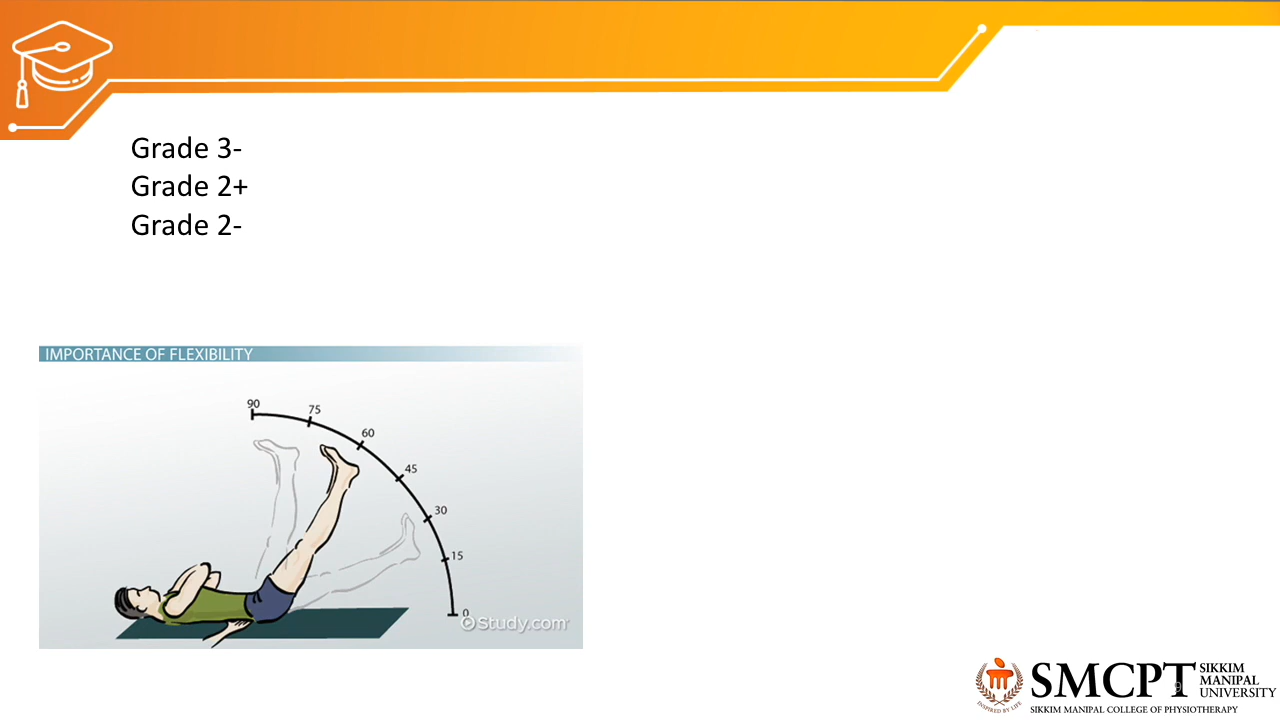 Grade 3-
Grade 2+
Grade 2-
IMPORTANCE OF FLEXIBILITY
90
75
60
45
30
15
0
Study.com
SMCPT
SIKKIM
MANIPAL
UNIVERSITY
INSPIRED BY LIFE
SIKKIM MANIPAL COLLEGE OF PHYSIOTHERAPY